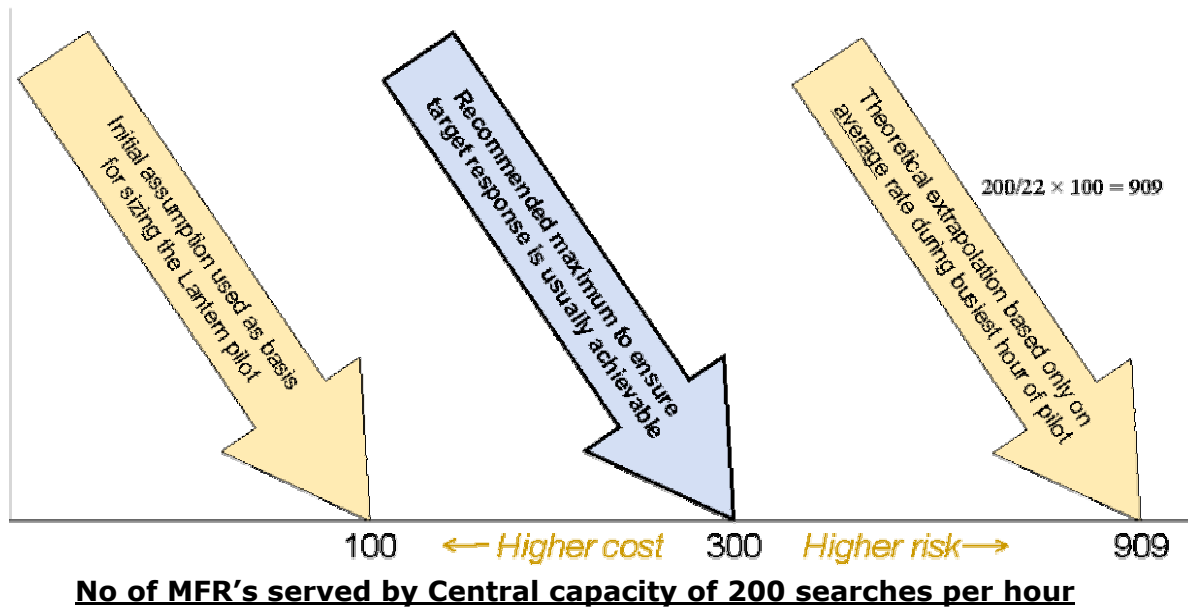 Initial assumption used as basis
for sizing the Lantern pilot
Recommended maximum to ensure
target response is usually achievable
Theoretical extrapolation based only on
average rate during busiest hour of pilot
200/22 × 100 = 909
100 ← Higher cost 300 Higher risk → 909
No of MFR's served by Central capacity of 200 searches per hour